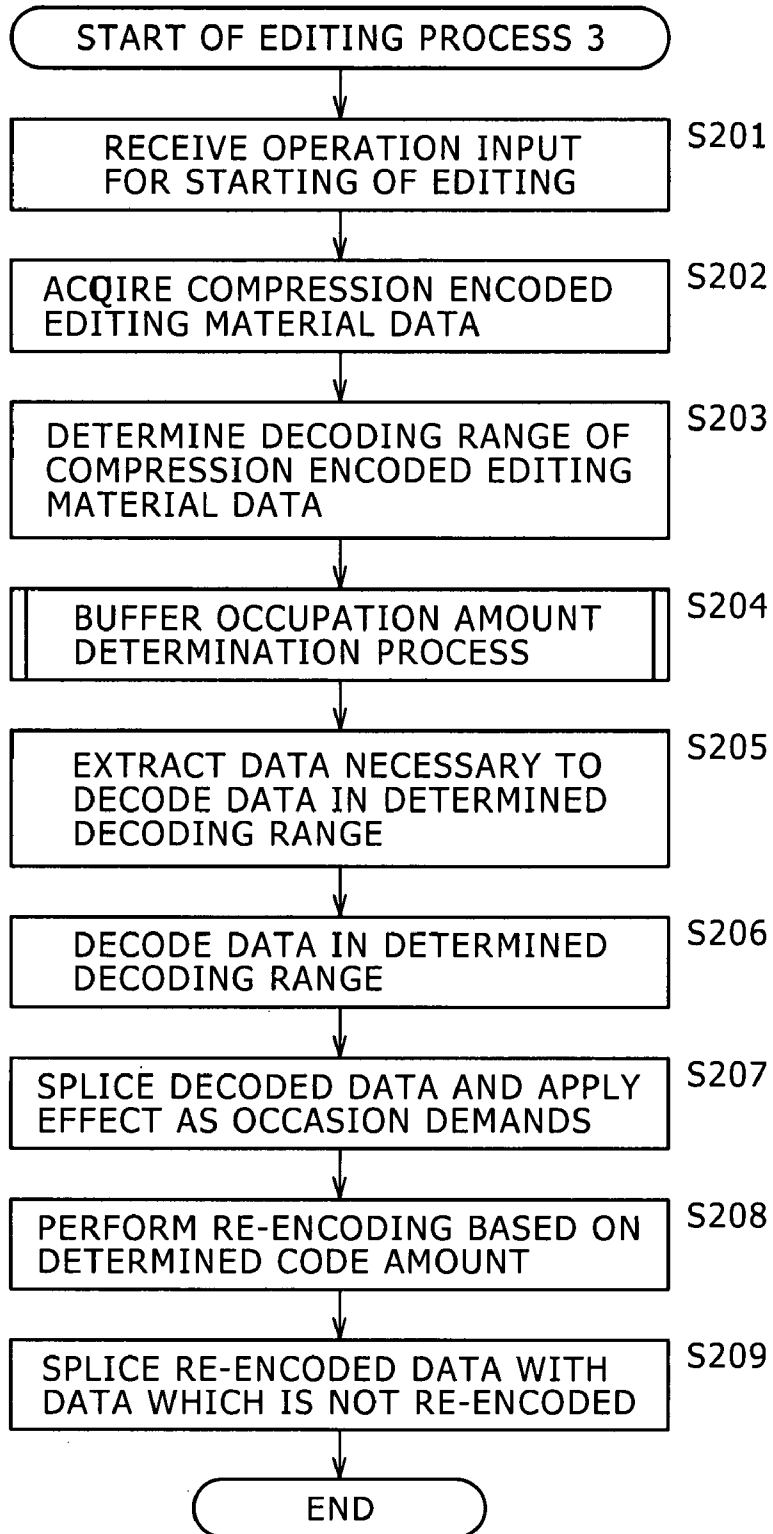 START OF EDITING PROCESS 3
S201
RECEIVE OPERATION INPUT
FOR STARTING OF EDITING
S202
ACQIRE COMPRESSION ENCODED
EDITING MATERIAL DATA
S203
DETERMINE DECODING RANGE OF
COMPRESSION ENCODED EDITING
MATERIAL DATA
S204
BUFFER OCCUPATION AMOUNT
DETERMINATION PROCESS
S205
EXTRACT DATA NECESSARY TO
DECODE DATA IN DETERMINED
DECODING RANGE
S206
DECODE DATA IN DETERMINED
DECODING RANGE
S207
SPLICE DECODED DATA AND APPLY
EFFECT AS OCCASION DEMANDS
S208
PERFORM RE-ENCODING BASED ON
DETERMINED CODE AMOUNT
S209
SPLICE RE-ENCODED DATA WITH
DATA WHICH IS NOT RE-ENCODED
END